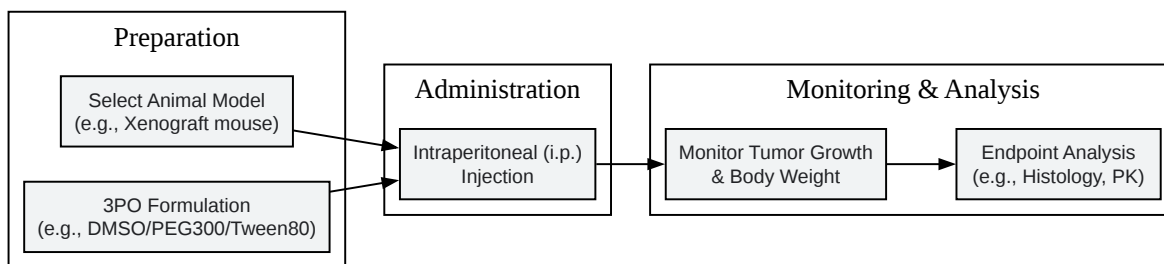 Preparation
Select Animal Model
(e.g., Xenograft mouse)
3PO Formulation
(e.g., DMSO/PEG300/Tween80)
Administration
Intraperitoneal (i.p.)
Injection
Monitoring & Analysis
Monitor Tumor Growth
& Body Weight
Endpoint Analysis
(e.g., Histology, PK)